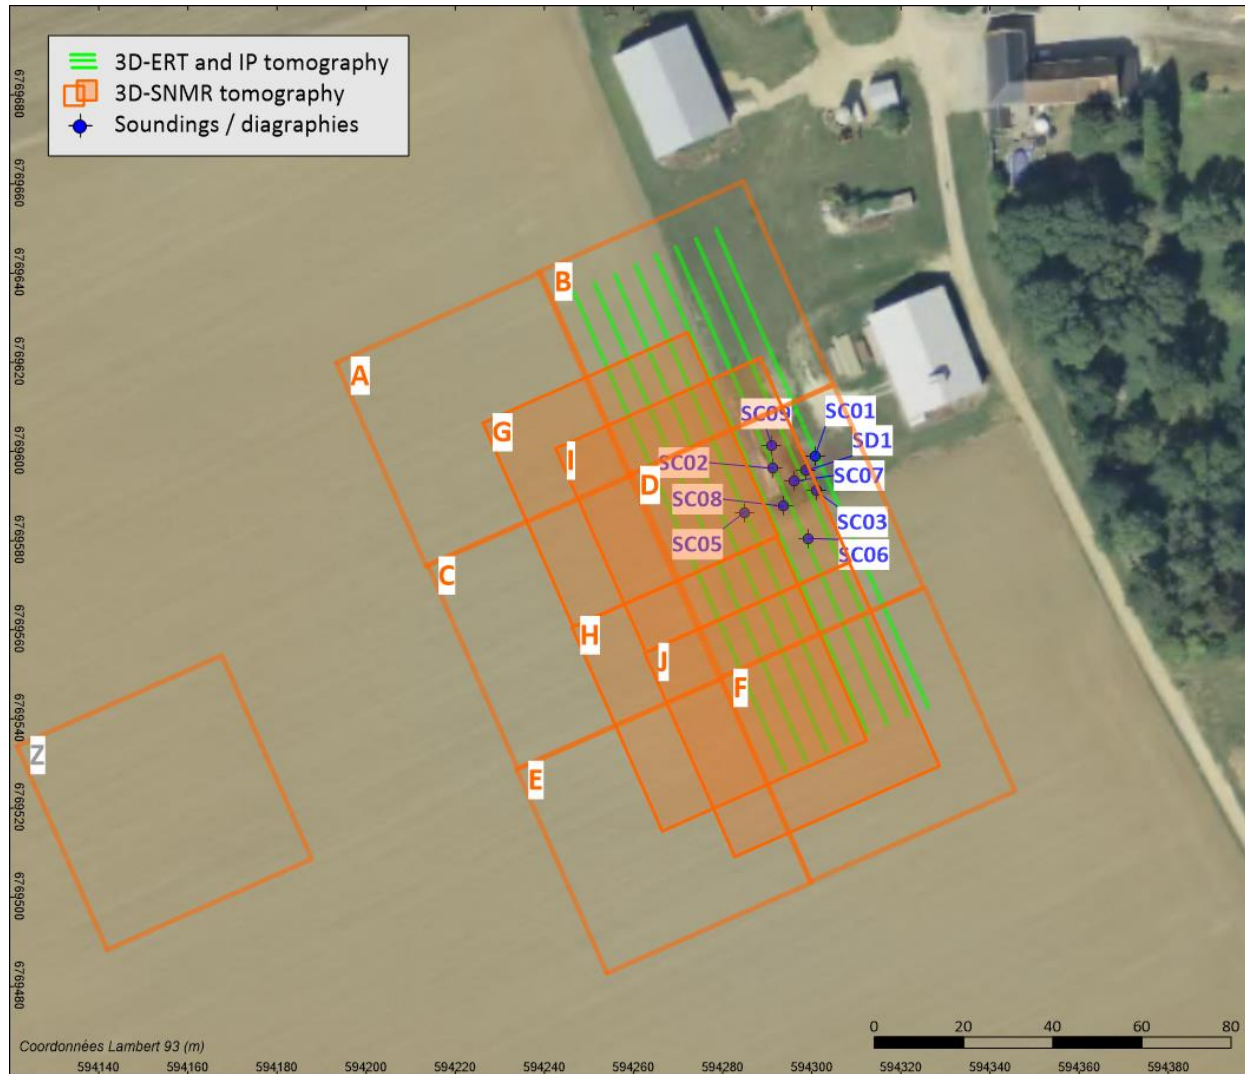 3D-ERT and IP tomography
3D-SNMR tomography
Soundings / diagraphies
6769680
6769660
6769640
6769620
6769600
6769580
6769560
6769540
6769520
6769500
6769480
B
A
G
I
SC09
SC01
SD1
SC02
SC07
D
SC08
SC03
SC05
SC06
C
H
J
F
Z
E
Coordonnées Lambert 93 (m)
0 20 40 60 80
594140 594160 594180 594200 594220 594240 594260 594280 594300 594320 594340 594360 594380